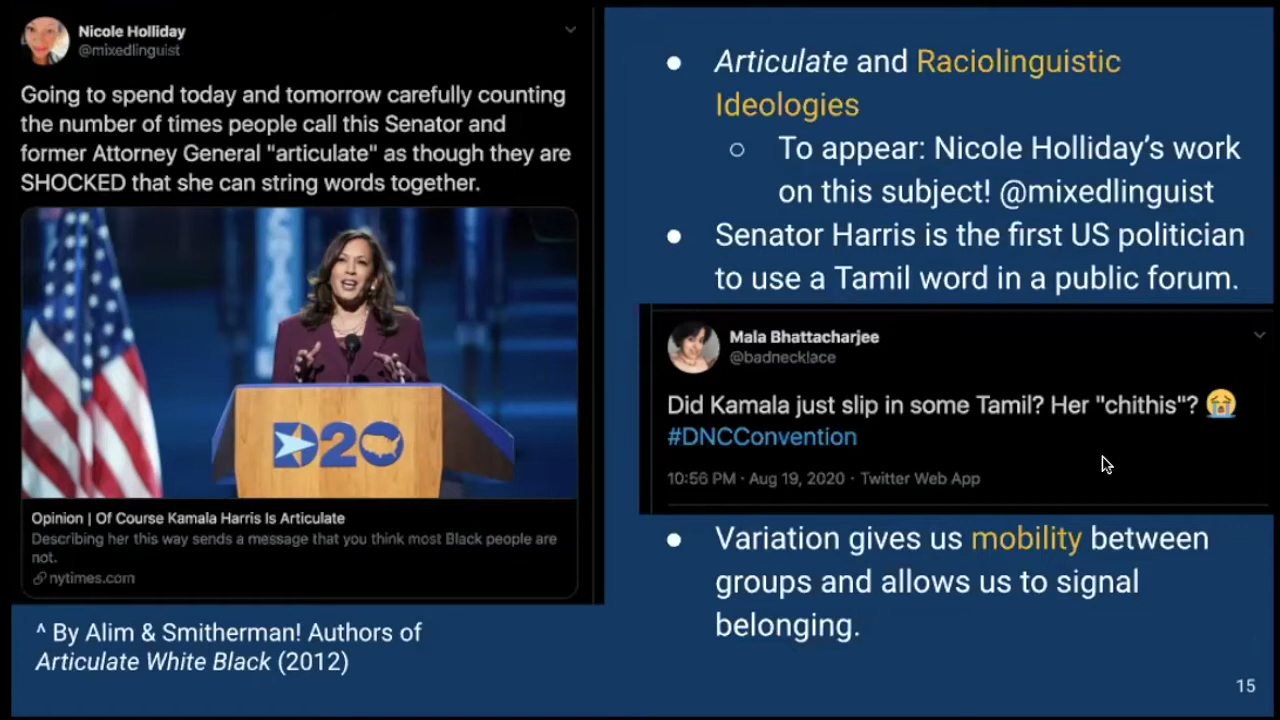 Nicole Holliday
@mixedlinguist
Going to spend today and tomorrow carefully counting
the number of times people call this Senator and
former Attorney General "articulate" as though they are
SHOCKED that she can string words together.
D20
Opinion | Of Course Kamala Harris Is Articulate
Describing her this way sends a message that you think most Black people are
not.
nytimes.com
^ By Alim & Smitherman! Authors of
Articulate White Black (2012)
● Articulate and Raciolinguistic
Ideologies
○ To appear: Nicole Holliday's work
on this subject! @mixedlinguist
● Senator Harris is the first US politician
to use a Tamil word in a public forum.
Mala Bhattacharjee
@badnecklace
Did Kamala just slip in some Tamil? Her "chithis"? 😭
#DNCConvention
10:56 PM · Aug 19, 2020 · Twitter Web App
● Variation gives us mobility between
groups and allows us to signal
belonging.
15